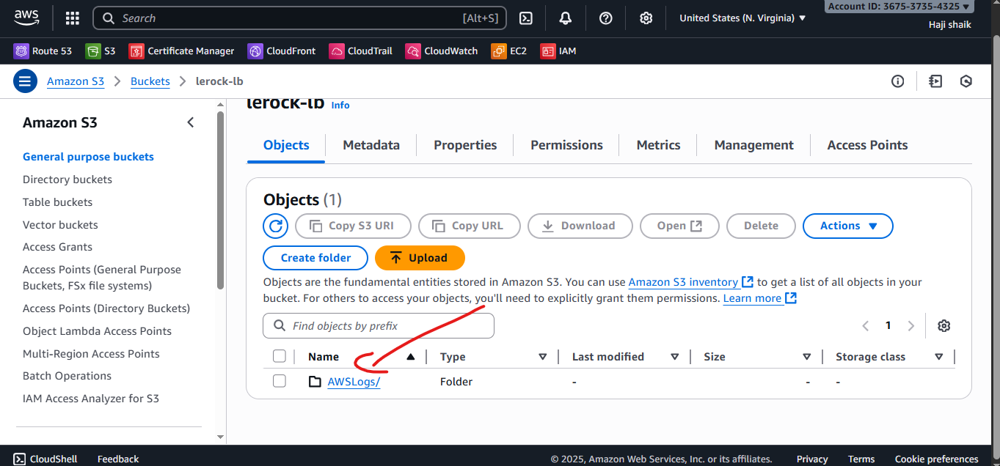 aws Search [Alt+S] United States (N. Virginia) ▼ Account ID: 3675-3735-4325 ▼
Haji shaik
Route 53 S3 Certificate Manager CloudFront CloudTrail CloudWatch EC2 IAM
Amazon S3 > Buckets > lerock-lb
Amazon S3
General purpose buckets
Directory buckets
Table buckets
Vector buckets
Access Grants
Access Points (General Purpose
Buckets, FSx file systems)
Access Points (Directory Buckets)
Object Lambda Access Points
Multi-Region Access Points
Batch Operations
IAM Access Analyzer for S3
lerock-lb Info
Objects Metadata Properties Permissions Metrics Management Access Points
Objects (1)
Copy S3 URI Copy URL Download Open Delete Actions ▼
Create folder Upload
Objects are the fundamental entities stored in Amazon S3. You can use Amazon S3 inventory to get a list of all objects in your
bucket. For others to access your objects, you'll need to explicitly grant them permissions. Learn more
Find objects by prefix < 1 >
Name Type Last modified Size Storage class
AWSLogs/ Folder - - -
CloudShell Feedback © 2025, Amazon Web Services, Inc. or its affiliates. Privacy Terms Cookie preferences